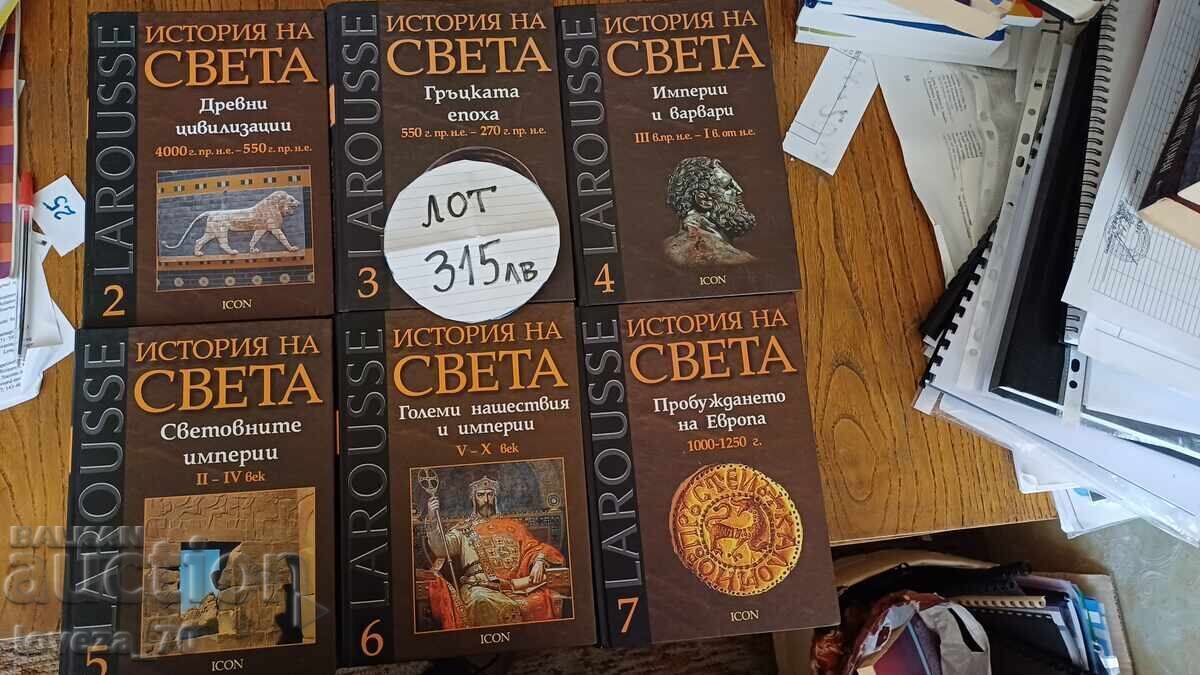 LAROUSSE
ИСТОРИЯ НА
СВЕТА
Древни
цивилизации
4000 г. пр. н.е. – 550 г. пр. н.е.
2
ICON
LAROUSSE
ИСТОРИЯ НА
СВЕТА
Гръцката
епоха
550 г. пр. н.е. – 270 г. пр. н.е.
3
ЛОТ
315лв
LAROUSSE
ИСТОРИЯ НА
СВЕТА
Империи
и варвари
III в.пр. н.е. – I в. от н.е.
4
ICON
25
LAROUSSE
ИСТОРИЯ НА
СВЕТА
Световните
империи
II – IV век
5
ICON
LAROUSSE
ИСТОРИЯ НА
СВЕТА
Големи нашествия
и империи
V – X век
6
ICON
LAROUSSE
ИСТОРИЯ НА
СВЕТА
Пробуждането
на Европа
1000-1250 г.
7
ICON
BALKAN
auction
loveza_70